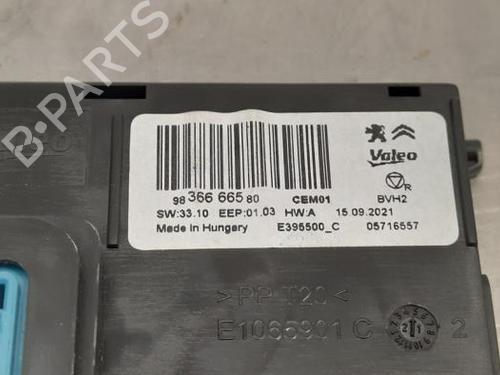 B-PARTS
Valeo
98 366 665 80 CEM01 R BVH2
SW:33.10 EEP:01.03 HW:A 15.09.2021
Made in Hungary E395500_C 05716557
>PP T20<
E1065901 C 2